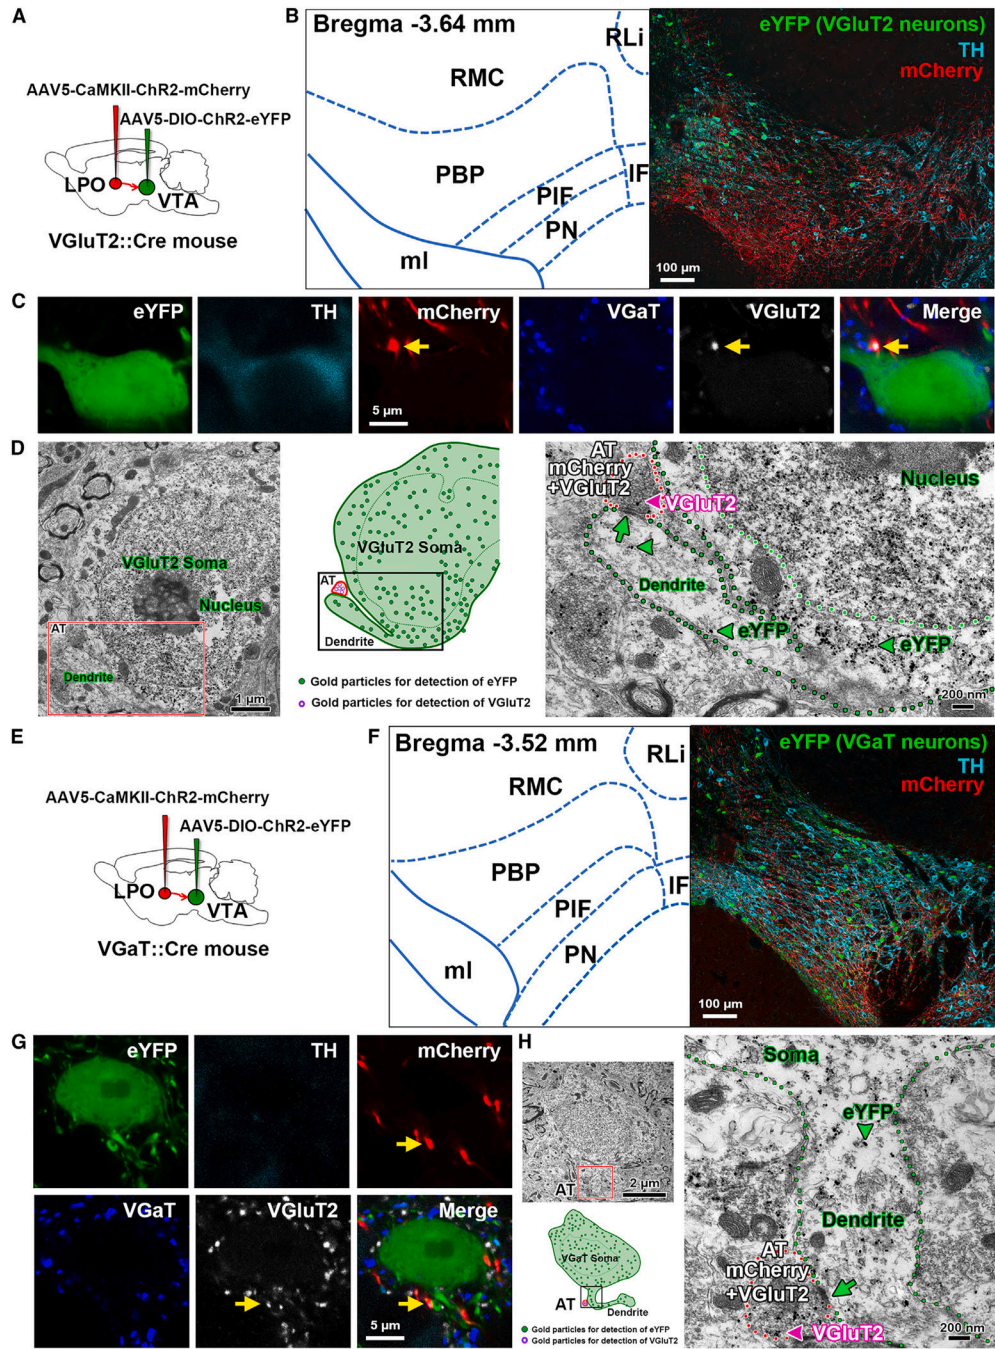 A
AAV5-CaMKII-ChR2-mCherry
AAV5-DIO-ChR2-eYFP
LPO
VTA
VGluT2::Cre mouse
B
Bregma -3.64 mm
RLi
RMC
PBP
IF
PIF
PN
ml
eYFP (VGluT2 neurons)
TH
mCherry
100 µm
C
eYFP
TH
mCherry
5 µm
VGaT
VGluT2
Merge
D
VGluT2 Soma
Nucleus
AT
Dendrite
1 µm
VGluT2 Soma
AT
Dendrite
Gold particles for detection of eYFP
Gold particles for detection of VGluT2
AT
mCherry
+VGluT2
VGluT2
Nucleus
Dendrite
eYFP
eYFP
200 nm
E
AAV5-CaMKII-ChR2-mCherry
AAV5-DIO-ChR2-eYFP
LPO
VTA
VGaT::Cre mouse
F
Bregma -3.52 mm
RLi
RMC
PBP
IF
PIF
PN
ml
eYFP (VGaT neurons)
TH
mCherry
100 µm
G
eYFP
TH
mCherry
VGaT
VGluT2
Merge
5 µm
H
AT
2 µm
VGaT Soma
AT
Dendrite
Gold particles for detection of eYFP
Gold particles for detection of VGluT2
Soma
eYFP
Dendrite
AT
mCherry
+VGluT2
VGluT2
200 nm